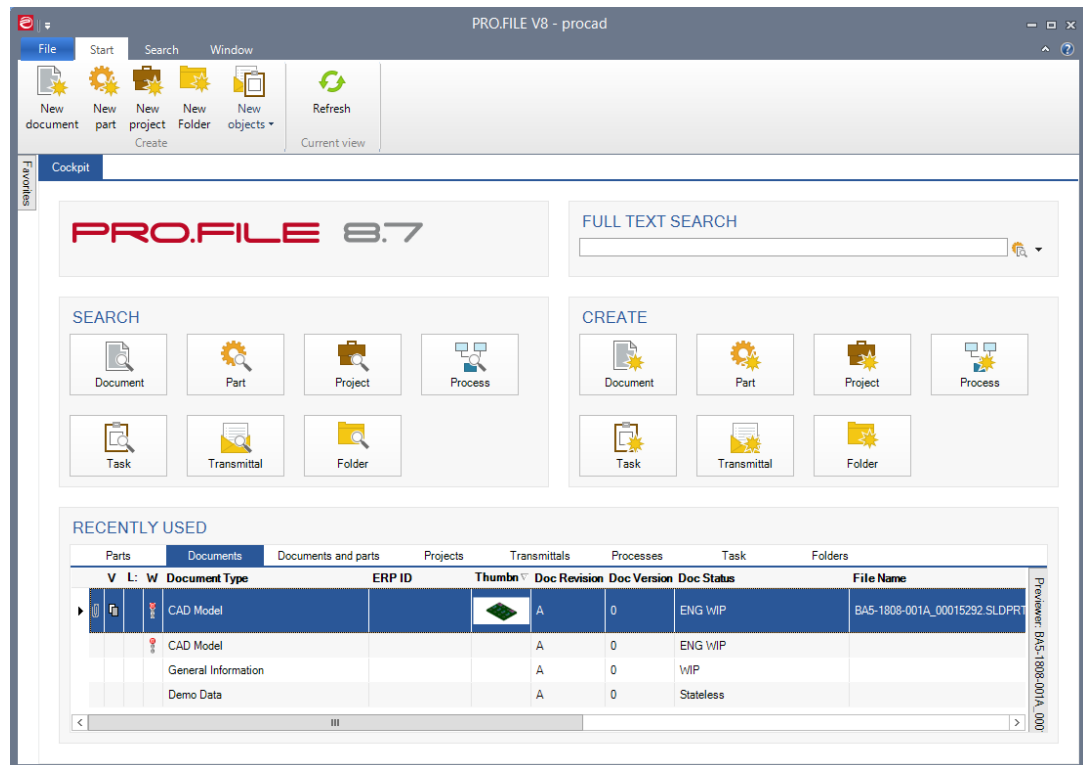 PRO.FILE V8 - procad
File Start Search Window
New document New part New project New Folder New objects Refresh
Create Current view
Favorites
Cockpit
PRO.FILE 8.7
FULL TEXT SEARCH
SEARCH
Document Part Project Process
Task Transmittal Folder
CREATE
Document Part Project Process
Task Transmittal Folder
RECENTLY USED
Parts Documents Documents and parts Projects Transmittals Processes Task Folders
V L: W Document Type ERP ID Thumbn Doc Revision Doc Version Doc Status File Name
CAD Model A 0 ENG WIP BA5-1808-001A_00015292.SLDPRT
CAD Model A 0 ENG WIP
General Information A 0 WIP
Demo Data A 0 Stateless
Previewer: BA5-1808-001A_000